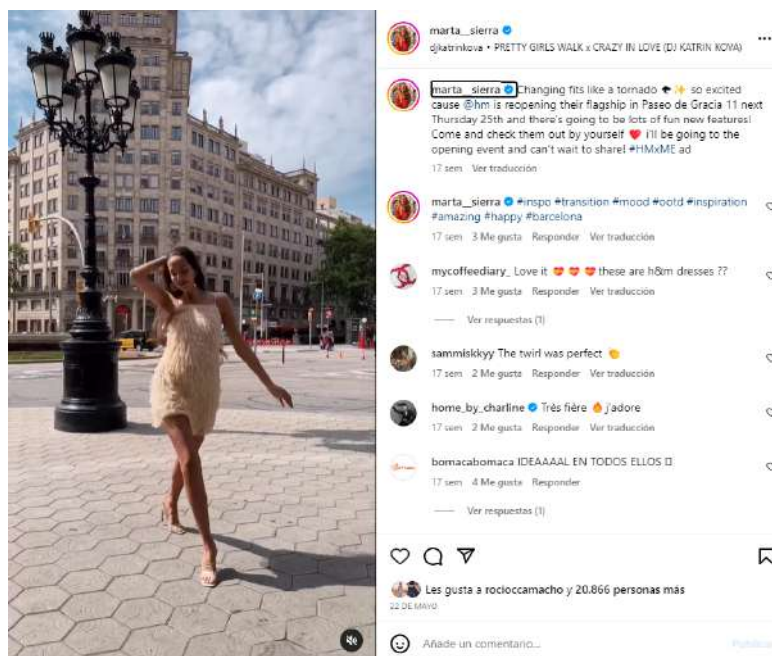 marta__sierra
djkatrinkova • PRETTY GIRLS WALK x CRAZY IN LOVE (DJ KATRIN KOVA)
marta__sierra Changing fits like a tornado 🌪️✨ so excited
cause @hm is reopening their flagship in Paseo de Gracia 11 next
Thursday 25th and there's going to be lots of fun new features!
Come and check them out by yourself ❤️ i'll be going to the
opening event and can't wait to share! #HMxME ad
17 sem Ver traducción
marta__sierra #inspo #transition #mood #ootd #inspiration
#amazing #happy #barcelona
17 sem 3 Me gusta Responder Ver traducción
mycoffeediary_ Love it 💝 💝 💝 these are h&m dresses ??
17 sem 3 Me gusta Responder Ver traducción
Ver respuestas (1)
sammiskkyy The twirl was perfect 👏
17 sem 2 Me gusta Responder Ver traducción
home_by_charline Très fière 🔥 j'adore
17 sem 2 Me gusta Responder Ver traducción
bomacabomaca IDEAAAAL EN TODOS ELLOS
17 sem 4 Me gusta Responder
Ver respuestas (1)
Les gusta a rocioccamacho y 20.866 personas más
22 DE MAYO
Añade un comentario...